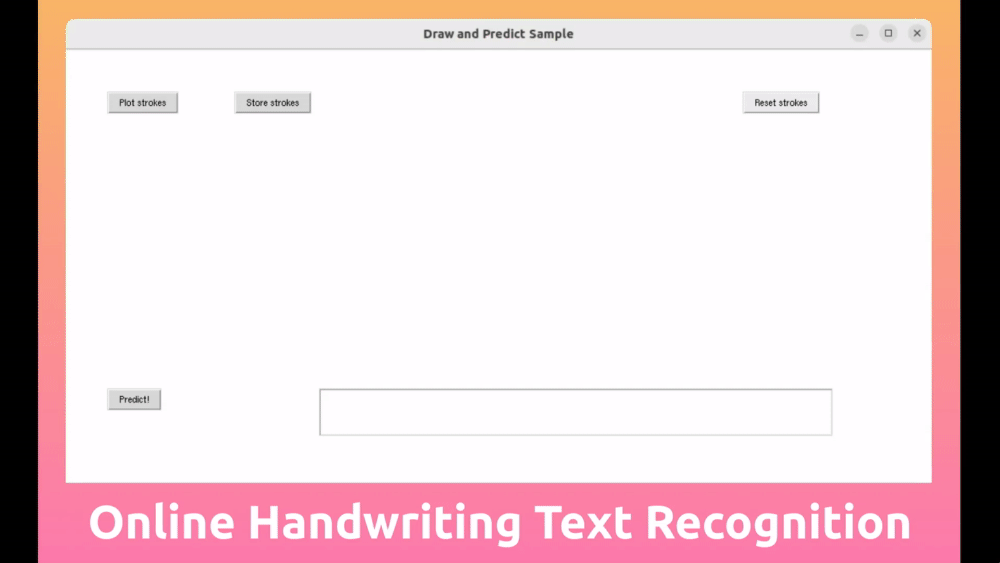 Draw and Predict Sample
Plot strokes Store strokes Reset strokes
Predict!
Online Handwriting Text Recognition